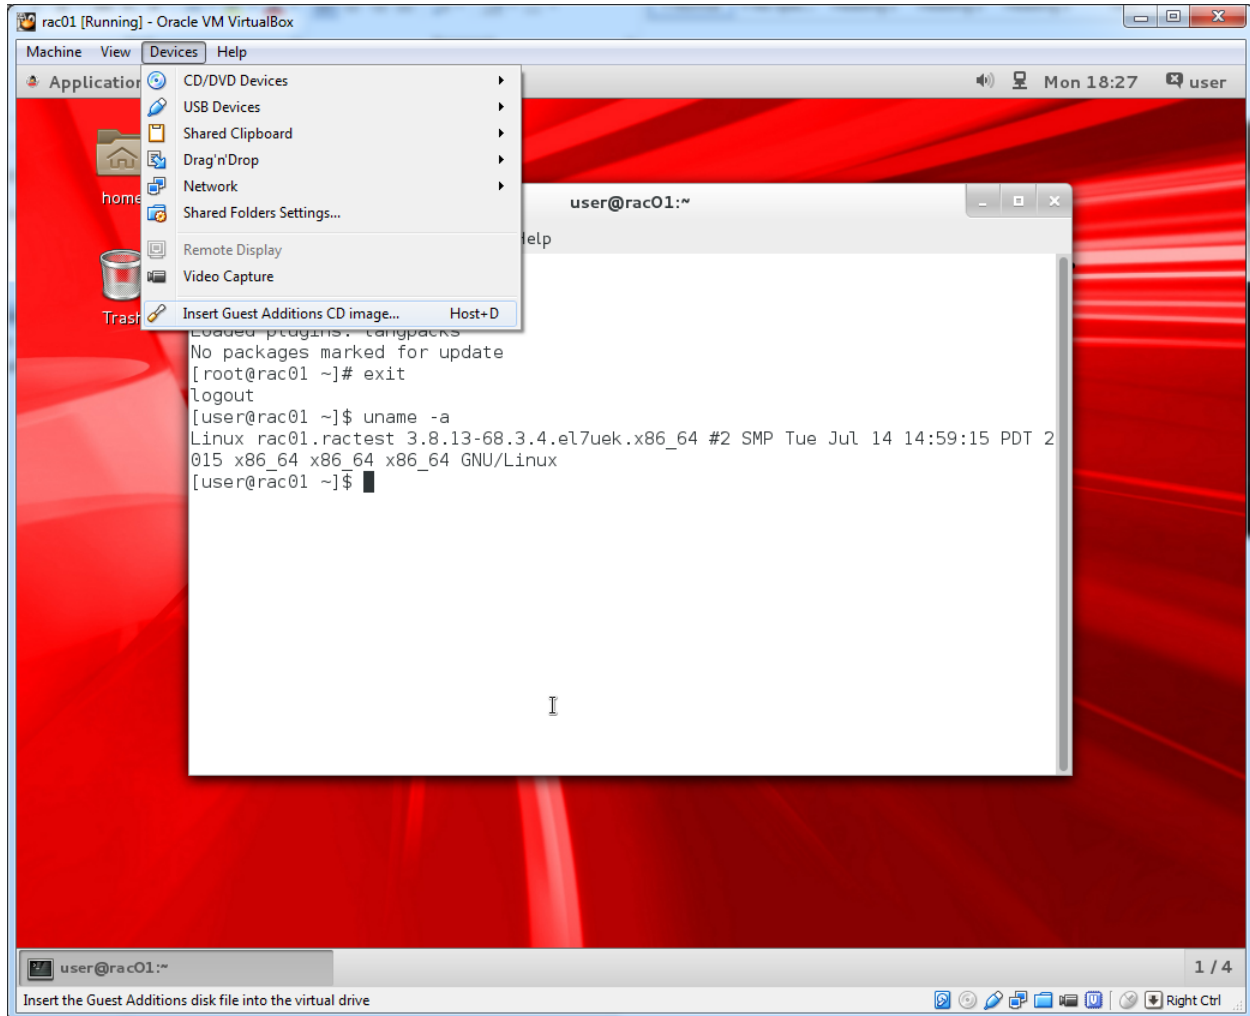 rac01 [Running] - Oracle VM VirtualBox
Machine View Devices Help
Application
Mon 18:27 user
CD/DVD Devices
USB Devices
Shared Clipboard
Drag'n'Drop
Network
Shared Folders Settings...
Remote Display
Video Capture
Insert Guest Additions CD image... Host+D
home
Trash
user@rac01:~
Help
Loaded plugins: langpacks
No packages marked for update
[root@rac01 ~]# exit
logout
[user@rac01 ~]$ uname -a
Linux rac01.ractest 3.8.13-68.3.4.el7uek.x86_64 #2 SMP Tue Jul 14 14:59:15 PDT 2
015 x86_64 x86_64 x86_64 GNU/Linux
[user@rac01 ~]$
user@rac01:~
1 / 4
Insert the Guest Additions disk file into the virtual drive
Right Ctrl